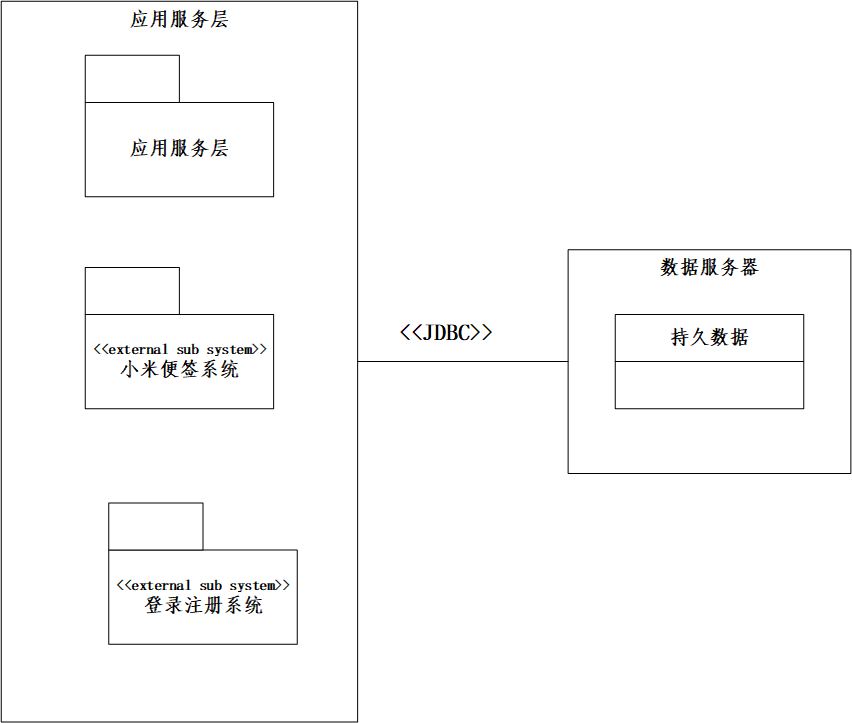 应用服务层
应用服务层
<<external sub system>>
小米便签系统
<<external sub system>>
登录注册系统
<<JDBC>>
数据服务器
持久数据